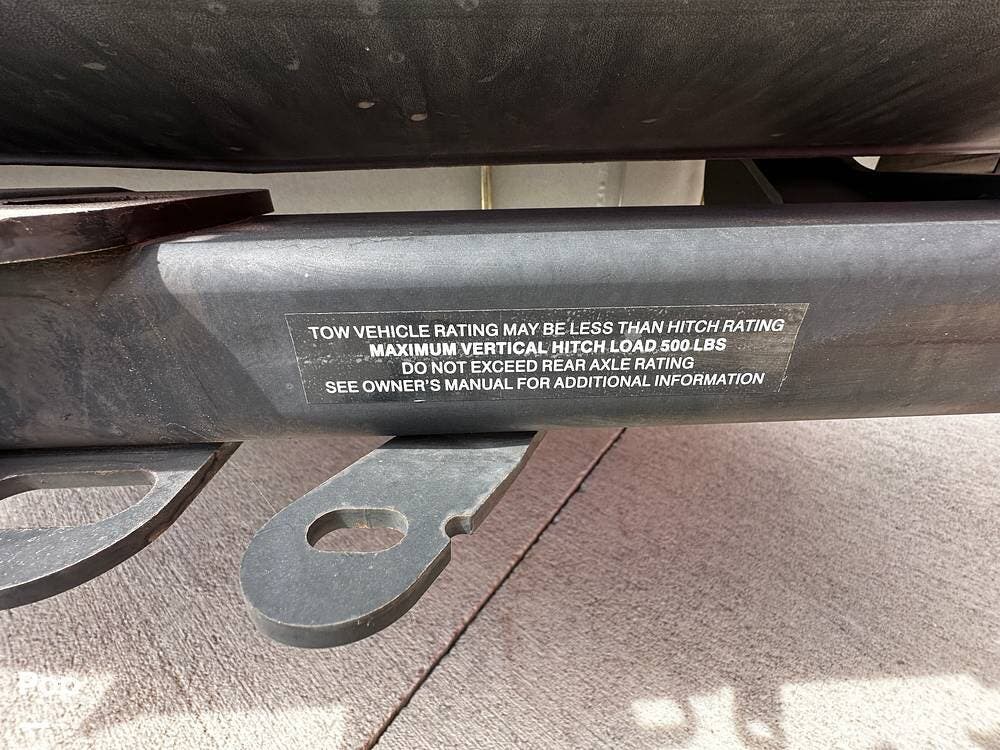 TOW VEHICLE RATING MAY BE LESS THAN HITCH RATING
MAXIMUM VERTICAL HITCH LOAD 500 LBS
DO NOT EXCEED REAR AXLE RATING
SEE OWNER'S MANUAL FOR ADDITIONAL INFORMATION
Pop